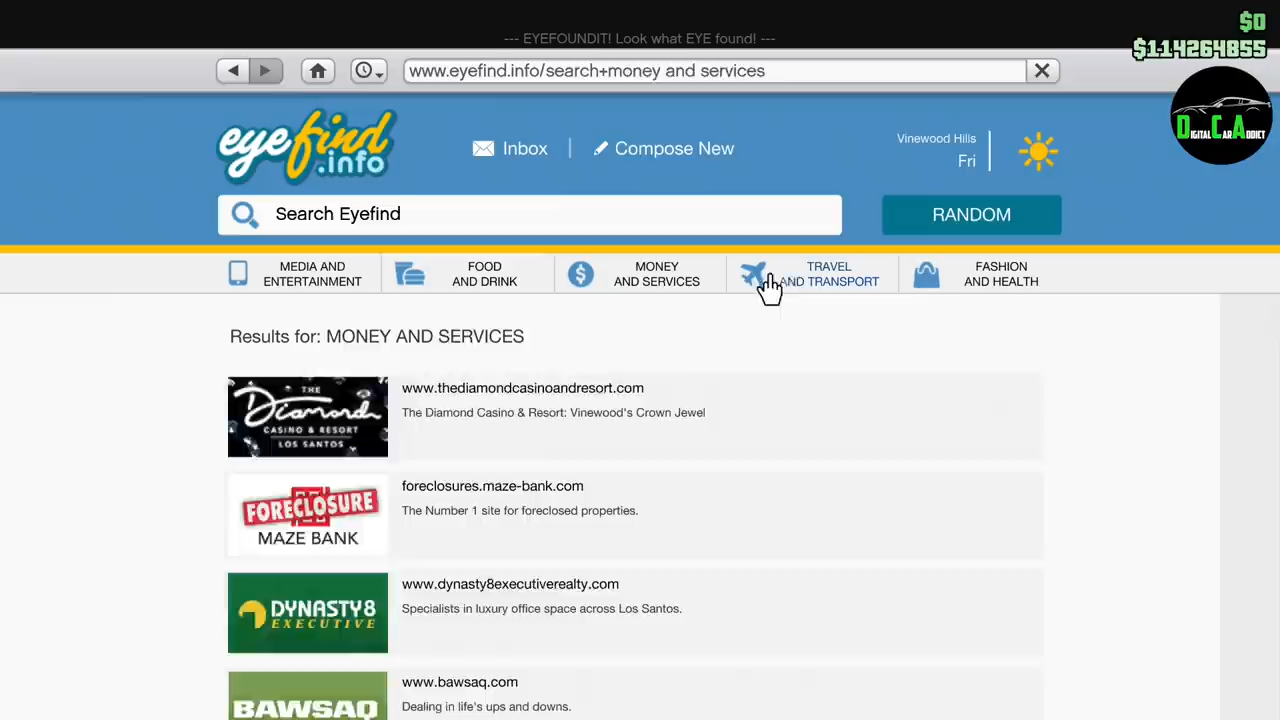 $0
--- EYEFOUNDIT! Look what EYE found! ---
$114264855
www.eyefind.info/search+money and services
DIGITALCARADDICT
eyefind
.info
Inbox
Compose New
Vinewood Hills
Fri
Search Eyefind
RANDOM
MEDIA AND
ENTERTAINMENT
FOOD
AND DRINK
MONEY
AND SERVICES
TRAVEL
AND TRANSPORT
FASHION
AND HEALTH
Results for: MONEY AND SERVICES
THE
Diamond
CASINO & RESORT
LOS SANTOS
www.thediamondcasinoandresort.com
The Diamond Casino & Resort: Vinewood's Crown Jewel
FORECLOSURE
MAZE BANK
foreclosures.maze-bank.com
The Number 1 site for foreclosed properties.
DYNASTY8
EXECUTIVE
www.dynasty8executiverealty.com
Specialists in luxury office space across Los Santos.
BAWSAQ
www.bawsaq.com
Dealing in life's ups and downs.